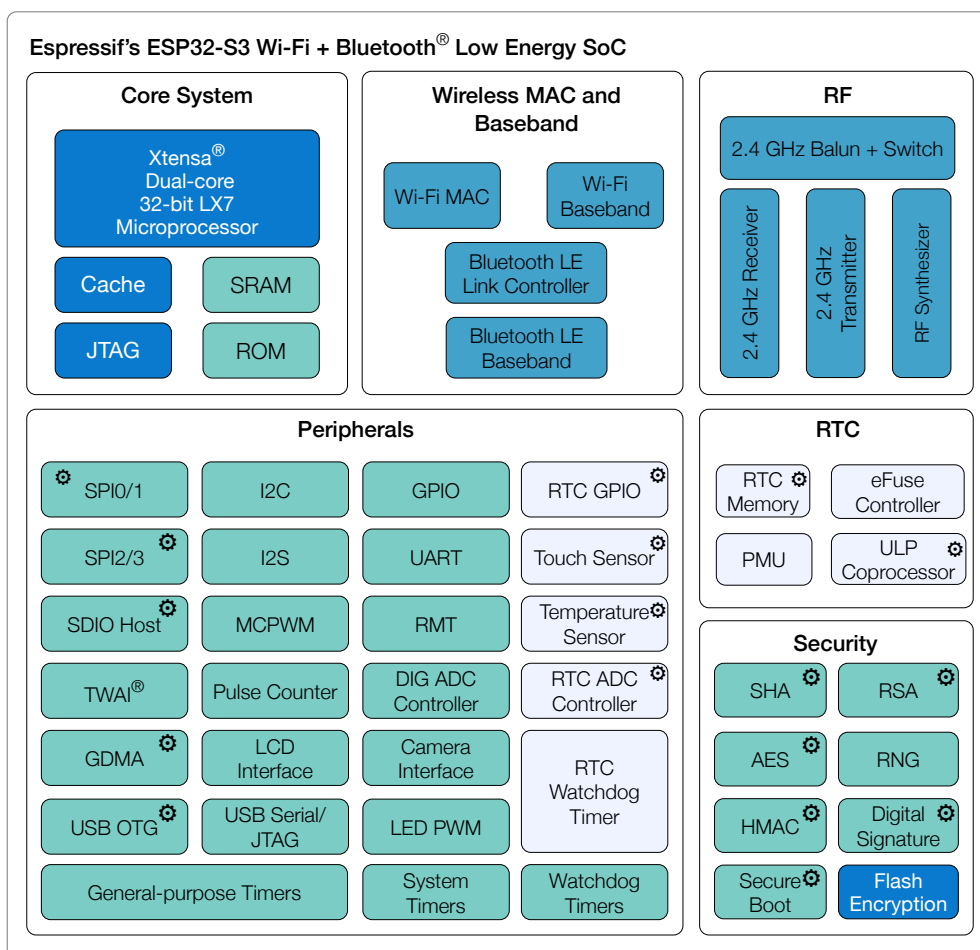 Espressif's ESP32-S3 Wi-Fi + Bluetooth® Low Energy SoC
Core System
Xtensa®
Dual-core
32-bit LX7
Microprocessor
Cache
SRAM
JTAG
ROM
Wireless MAC and
Baseband
Wi-Fi MAC
Wi-Fi
Baseband
Bluetooth LE
Link Controller
Bluetooth LE
Baseband
RF
2.4 GHz Balun + Switch
2.4 GHz Receiver
2.4 GHz
Transmitter
RF Synthesizer
Peripherals
SPI0/1
I2C
GPIO
RTC GPIO
SPI2/3
I2S
UART
Touch Sensor
SDIO Host
MCPWM
RMT
Temperature
Sensor
TWAI®
Pulse Counter
DIG ADC
Controller
RTC ADC
Controller
GDMA
LCD
Interface
Camera
Interface
RTC
Watchdog
Timer
USB OTG
USB Serial/
JTAG
LED PWM
General-purpose Timers
System
Timers
Watchdog
Timers
RTC
RTC
Memory
eFuse
Controller
PMU
ULP
Coprocessor
Security
SHA
RSA
AES
RNG
HMAC
Digital
Signature
Secure
Boot
Flash
Encryption